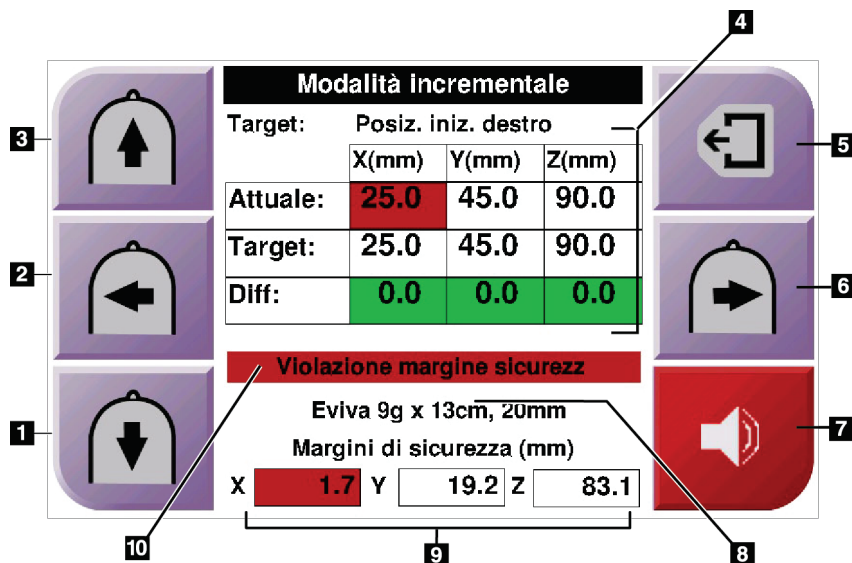 4
Modalità incrementale
Target: Posiz. iniz. destro
3
5
X(mm) Y(mm) Z(mm)
Attuale: 25.0 45.0 90.0
Target: 25.0 45.0 90.0
2
6
Diff: 0.0 0.0 0.0
Violazione margine sicurezz
Eviva 9g x 13cm, 20mm
1
7
Margini di sicurezza (mm)
X 1.7 Y 19.2 Z 83.1
10
9
8